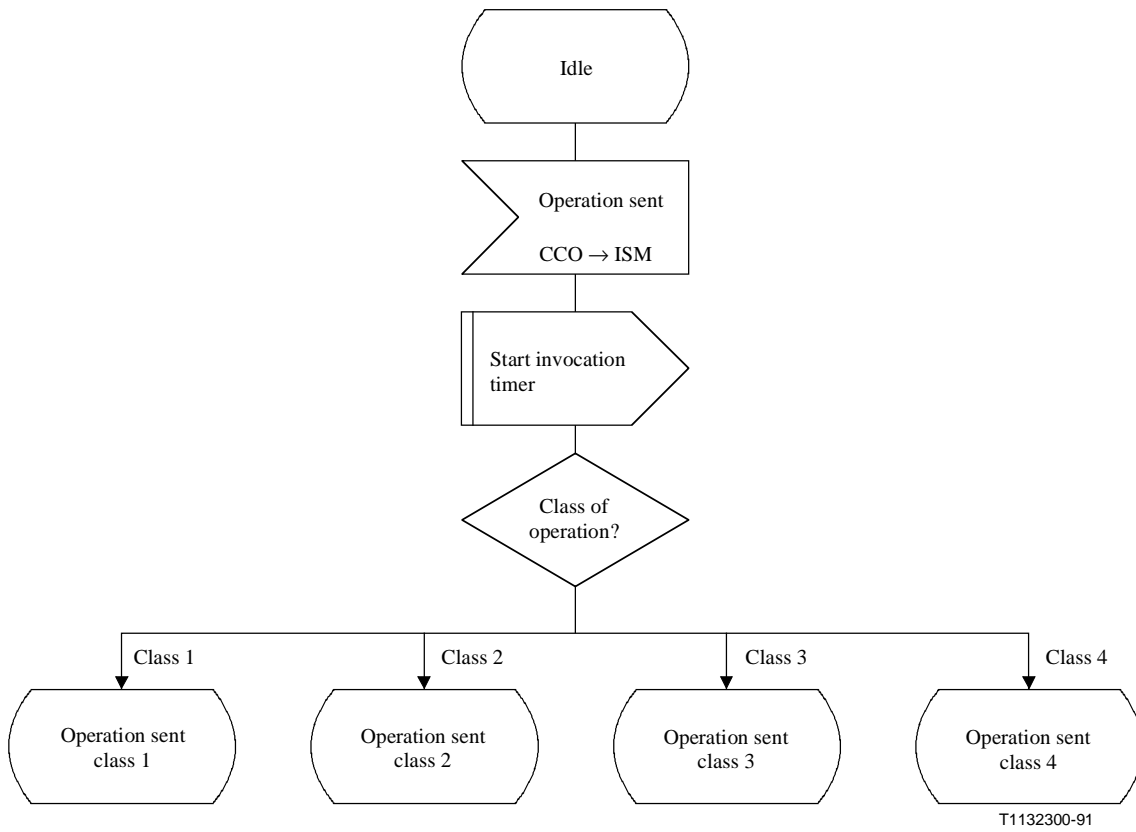 Idle
Operation sent
CCO → ISM
Start invocation
timer
Class of
operation?
Class 1
Class 2
Class 3
Class 4
Operation sent
class 1
Operation sent
class 2
Operation sent
class 3
Operation sent
class 4
T1132300-91